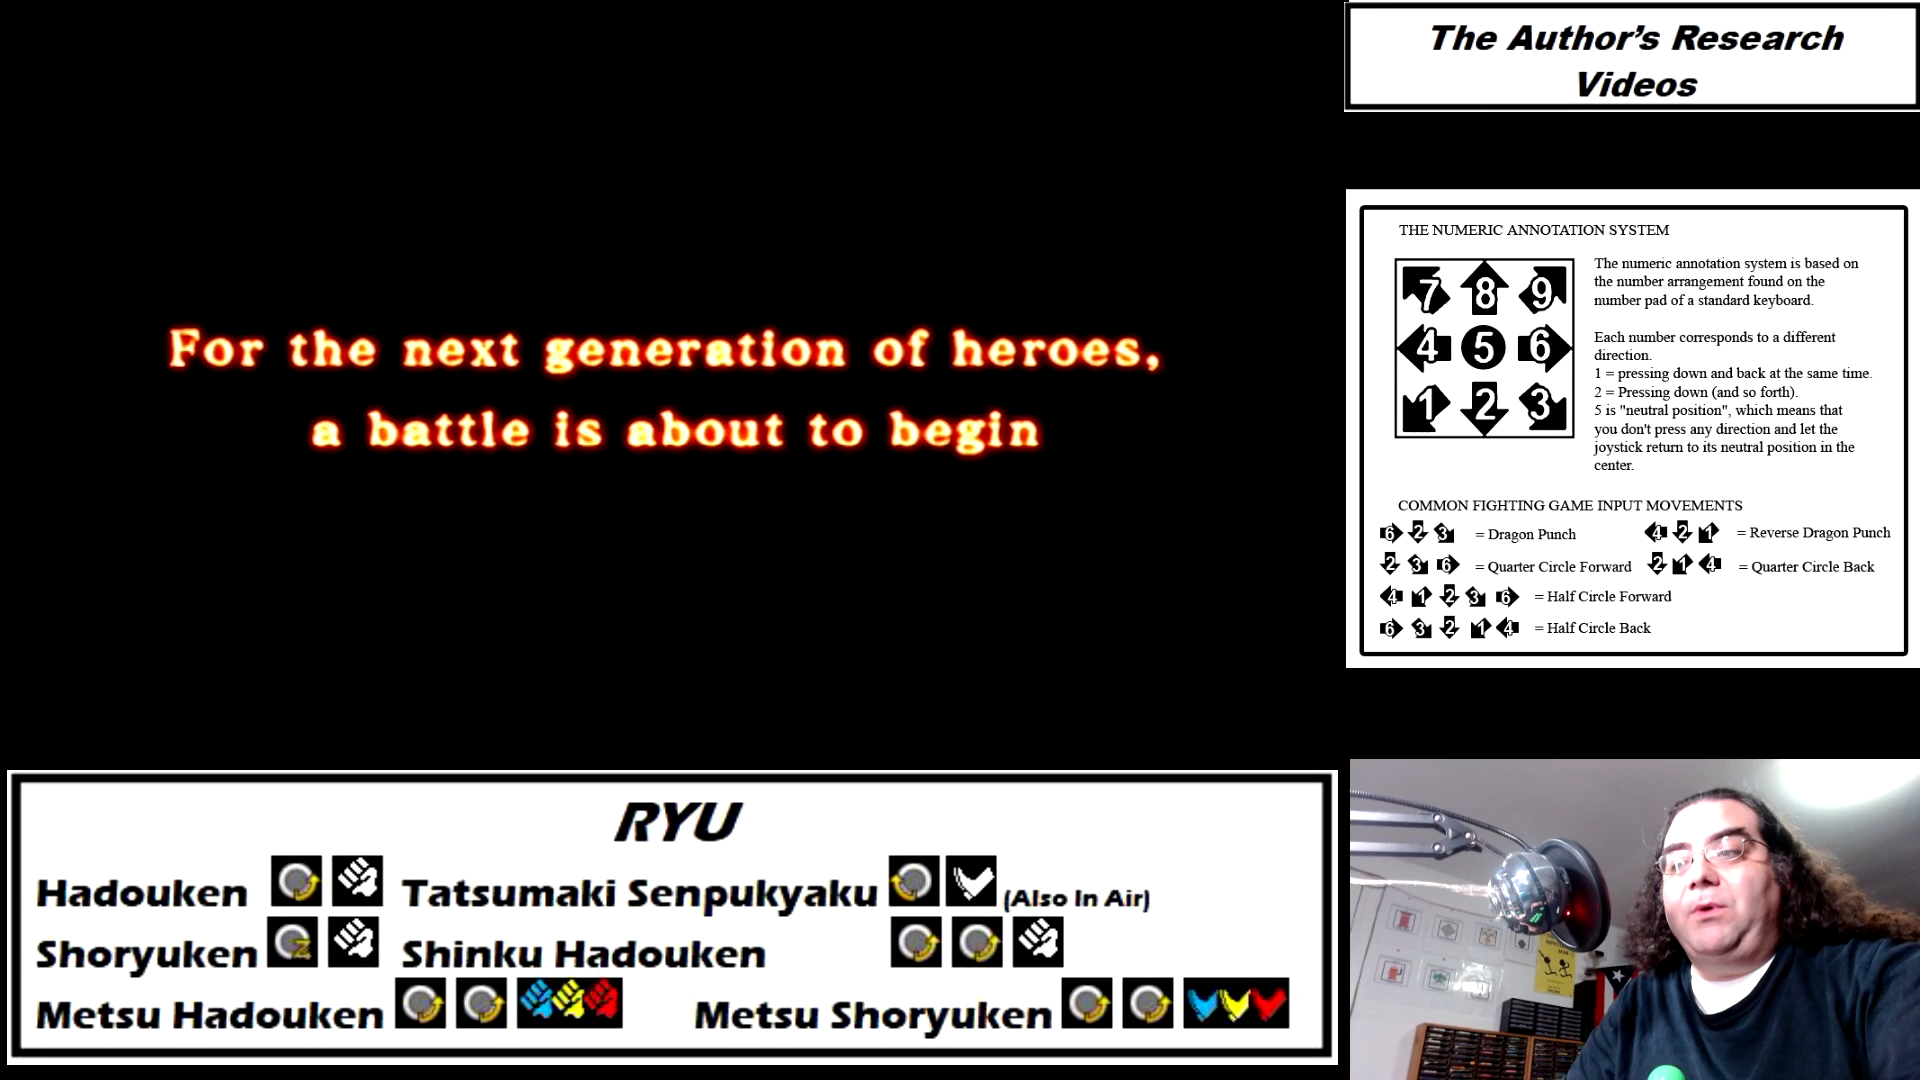 The Author's Research
Videos
For the next generation of heroes,
a battle is about to begin
THE NUMERIC ANNOTATION SYSTEM
7 8 9
4 5 6
1 2 3
The numeric annotation system is based on
the number arrangement found on the
number pad of a standard keyboard.
Each number corresponds to a different
direction.
1 = pressing down and back at the same time.
2 = Pressing down (and so forth).
5 is "neutral position", which means that
you don't press any direction and let the
joystick return to its neutral position in the
center.
COMMON FIGHTING GAME INPUT MOVEMENTS
6 2 3 = Dragon Punch 4 2 1 = Reverse Dragon Punch
2 3 6 = Quarter Circle Forward 2 1 4 = Quarter Circle Back
4 1 2 3 6 = Half Circle Forward
6 3 2 1 4 = Half Circle Back
RYU
Hadouken Tatsumaki Senpukyaku (Also In Air)
Shoryuken Shinku Hadouken
Metsu Hadouken Metsu Shoryuken